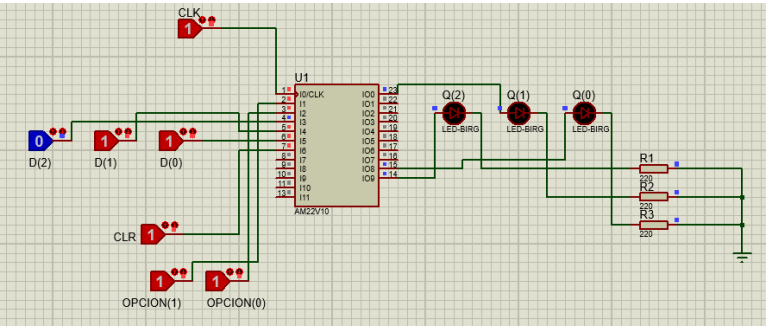 CLK
1
U1
1 I0/CLK IO0 23
2 I1 IO1 22
3 I2 IO2 21
4 I3 IO3 20
5 I4 IO4 19
6 I5 IO5 18
7 I6 IO6 17
8 I7 IO7 16
9 I8 IO8 15
10 I9 IO9 14
11 I10
13 I11
AM22V10
0 1 1
D(2) D(1) D(0)
Q(2) Q(1) Q(0)
LED-BIRG LED-BIRG LED-BIRG
R1
220
R2
220
R3
220
CLR 1
1 1
OPCION(1) OPCION(0)